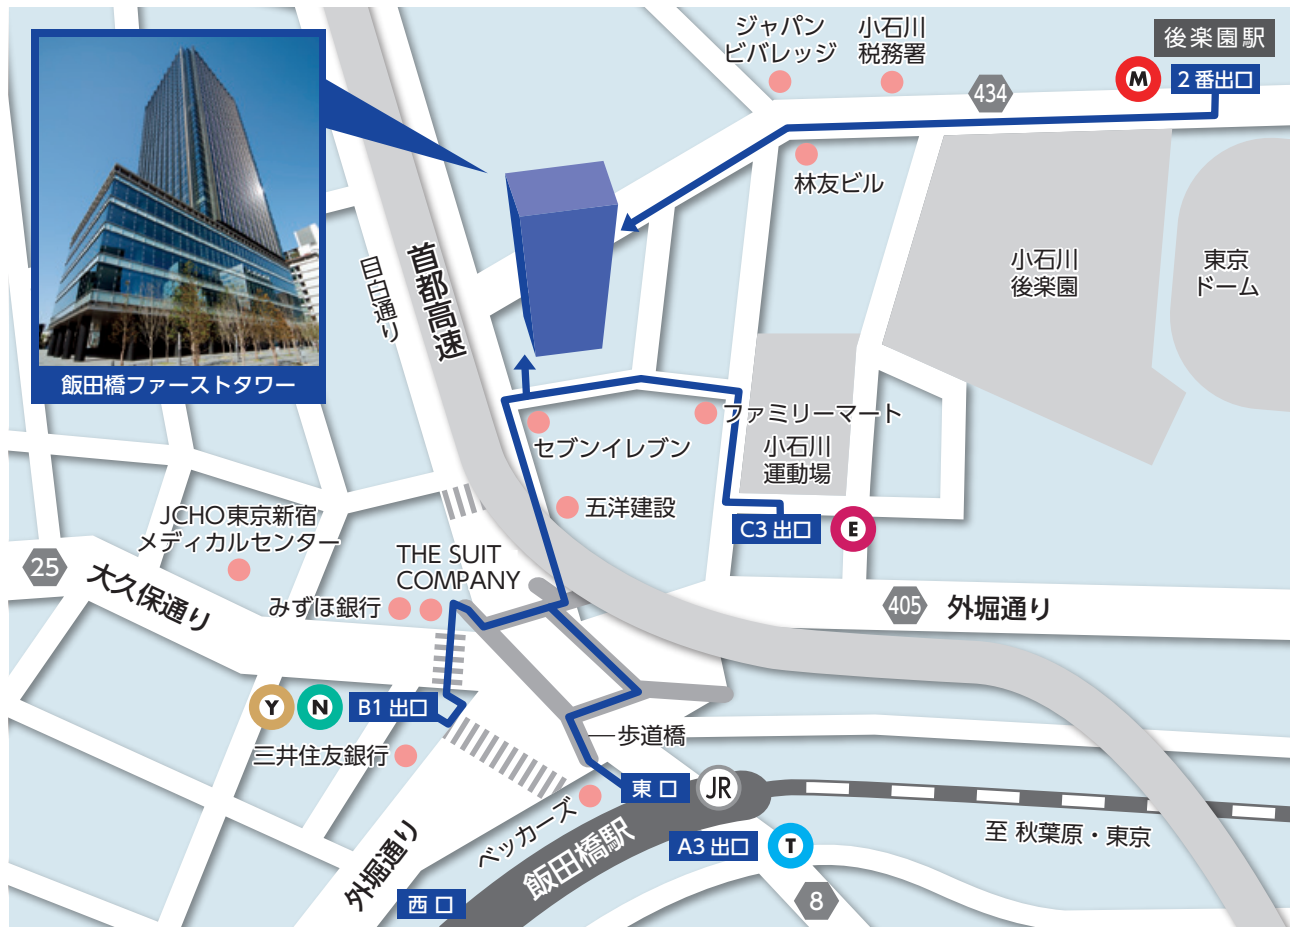 ジャパン
ビバレッジ
小石川
税務署
後楽園駅
M
2番出口
434
林友ビル
小石川
後楽園
東京
ドーム
首都高速
目白通り
飯田橋ファーストタワー
ファミリーマート
セブンイレブン
小石川
運動場
五洋建設
C3 出口
E
JCHO東京新宿
メディカルセンター
25
大久保通り
THE SUIT
COMPANY
みずほ銀行
405
外堀通り
Y
N
B1 出口
三井住友銀行
歩道橋
東口
JR
ベッカーズ
飯田橋駅
A3 出口
T
至 秋葉原・東京
外堀通り
西口
8